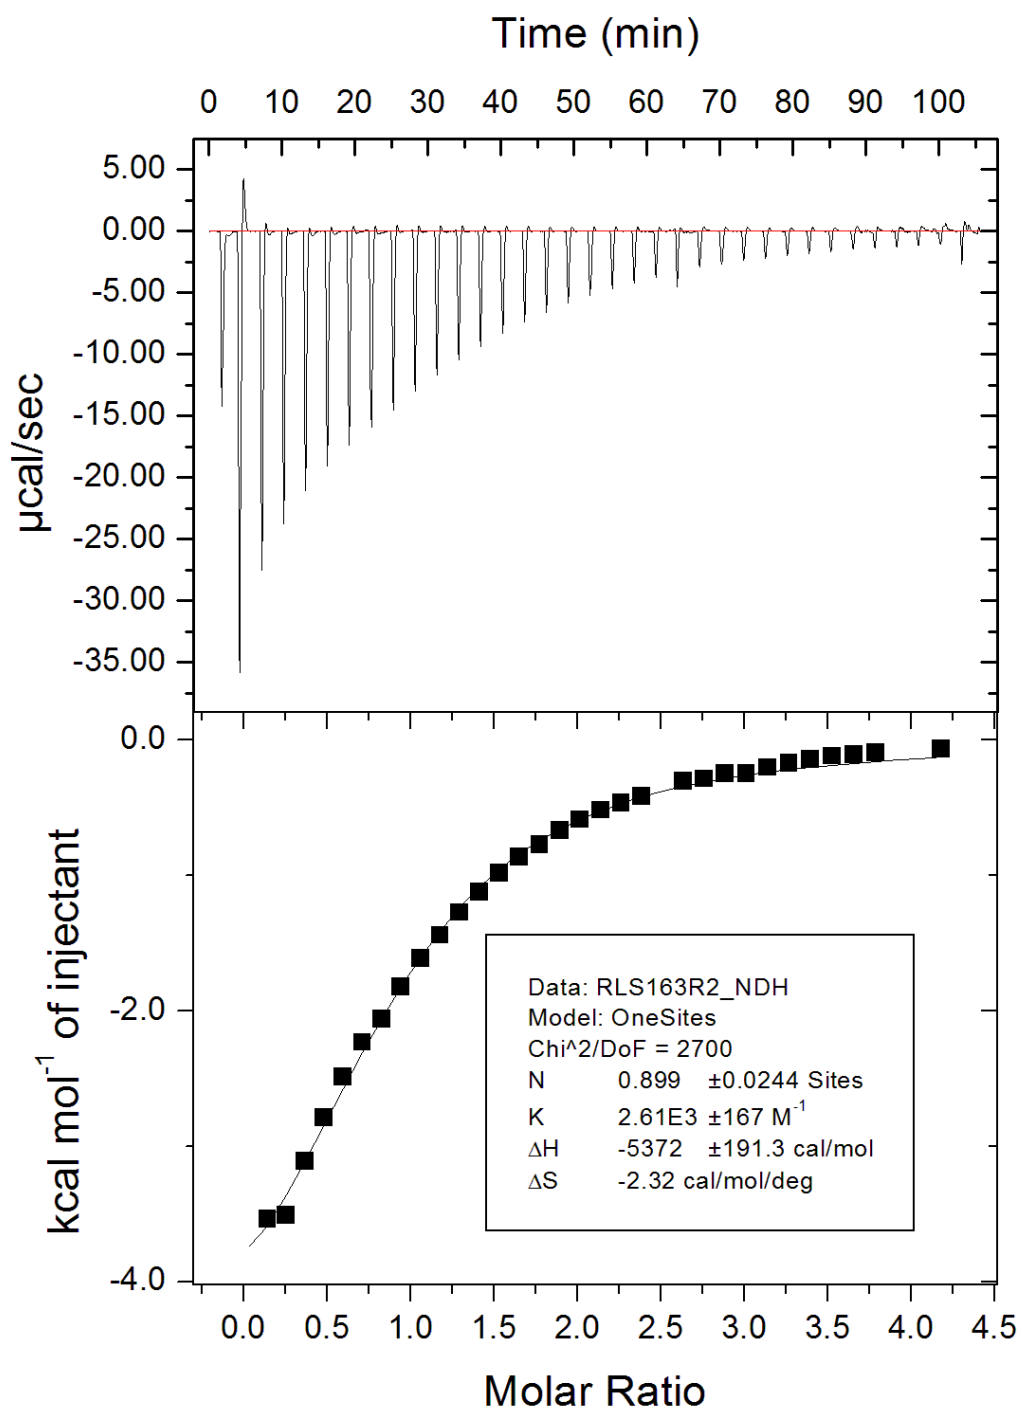 Time (min)
0 10 20 30 40 50 60 70 80 90 100
5.00
0.00
-5.00
-10.00
-15.00
-20.00
-25.00
-30.00
-35.00
µcal/sec
0.0
-2.0
-4.0
kcal mol⁻¹ of injectant
Data: RLS163R2_NDH
Model: OneSites
Chi^2/DoF = 2700
N 0.899 ±0.0244 Sites
K 2.61E3 ±167 M⁻¹
ΔH -5372 ±191.3 cal/mol
ΔS -2.32 cal/mol/deg
0.0 0.5 1.0 1.5 2.0 2.5 3.0 3.5 4.0 4.5
Molar Ratio